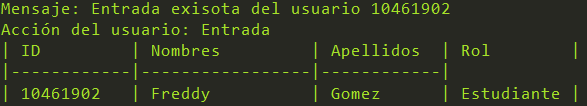 Mensaje: Entrada exisota del usuario 10461902
Acción del usuario: Entrada
| ID | Nombres | Apellidos | Rol |
|------------|-----------------|------------|
| 10461902 | Freddy | Gomez | Estudiante |